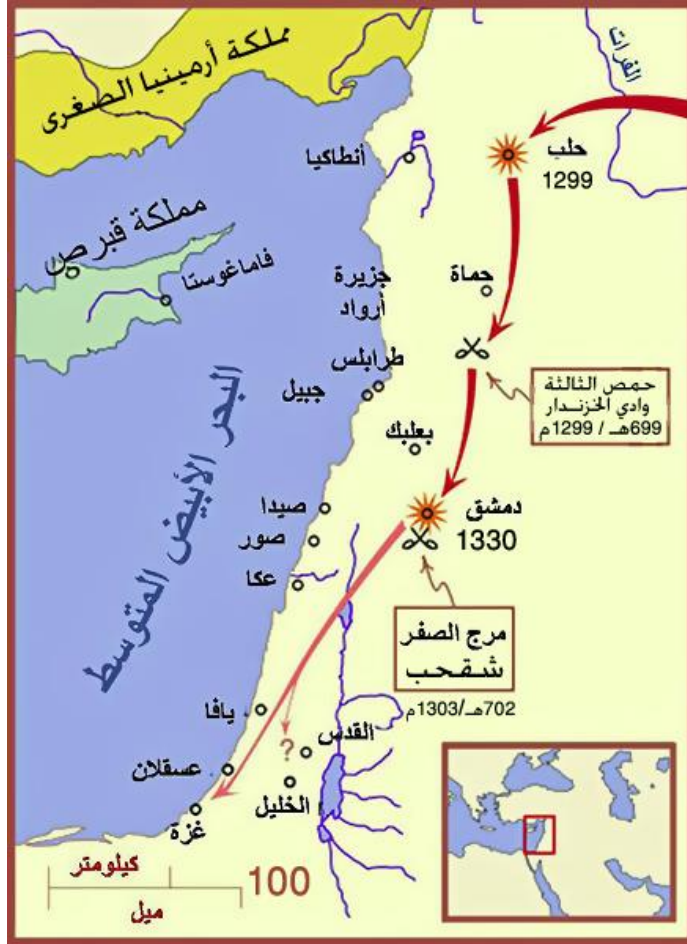 مملكة أرمينيا الصغرى
الفرات
أنطاكيا
حلب
1299
مملكة قبرص
فاماغوستا
جزيرة
أرواد
حماة
طرابلس
جبيل
حمص الثالثة
وادي الخزندار
699هـ / 1299م
البحر الأبيض المتوسط
بعلبك
صيدا
دمشق
1330
صور
عكا
مرج الصفر
شقحب
702هـ/1303م
يافا
القدس
?
عسقلان
الخليل
غزة
كيلومتر
100
ميل